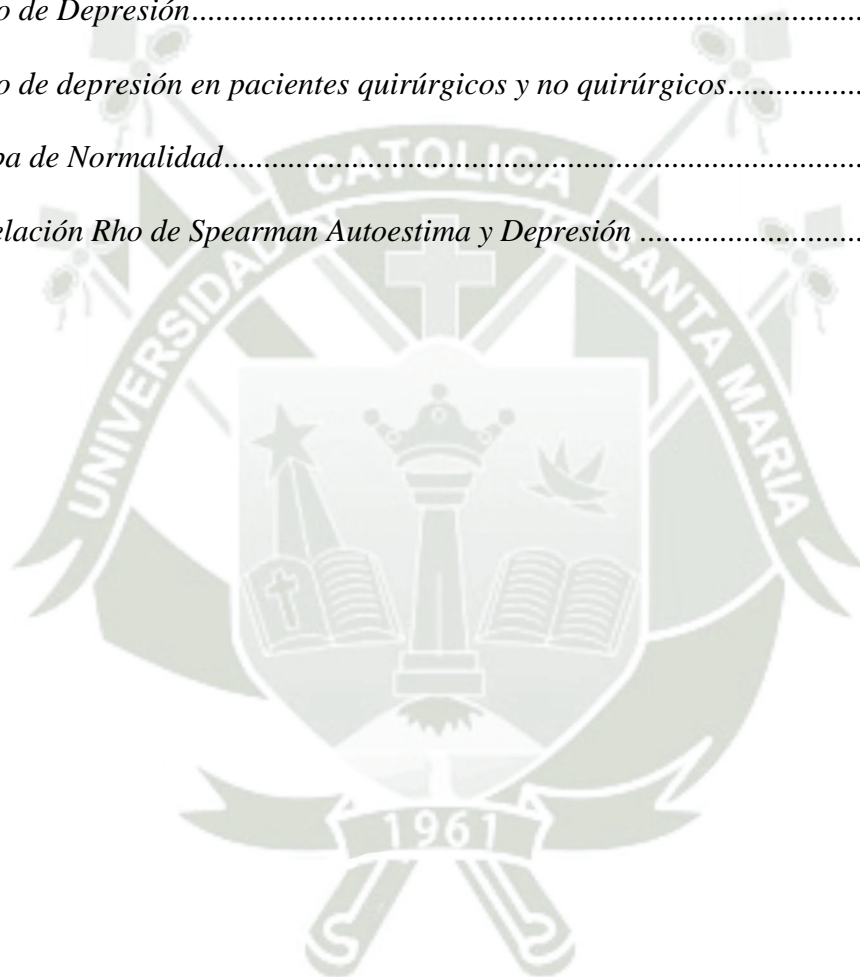 o de Depresión..........................................................................................
o de depresión en pacientes quirúrgicos y no quirúrgicos.................
ba de Normalidad.....................................................................................
elación Rho de Spearman Autoestima y Depresión ..............................
UNIVERSIDAD CATOLICA SANTA MARIA
1961